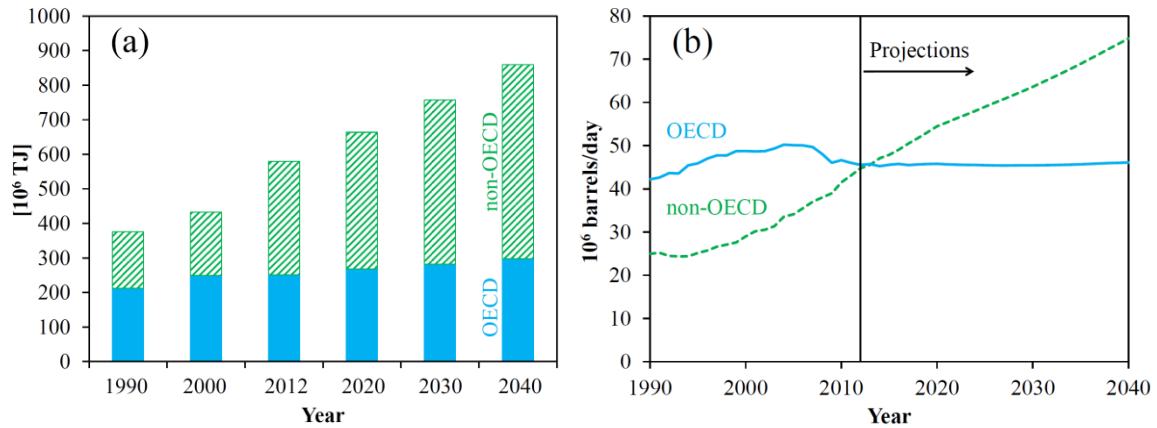 (a)
[10⁶ TJ]
1000
900
800
700
600
500
400
300
200
100
0
non-OECD
OECD
1990 2000 2012 2020 2030 2040
Year
(b)
10⁶ barrels/day
80
70
60
50
40
30
20
10
0
Projections
OECD
non-OECD
1990 2000 2010 2020 2030 2040
Year